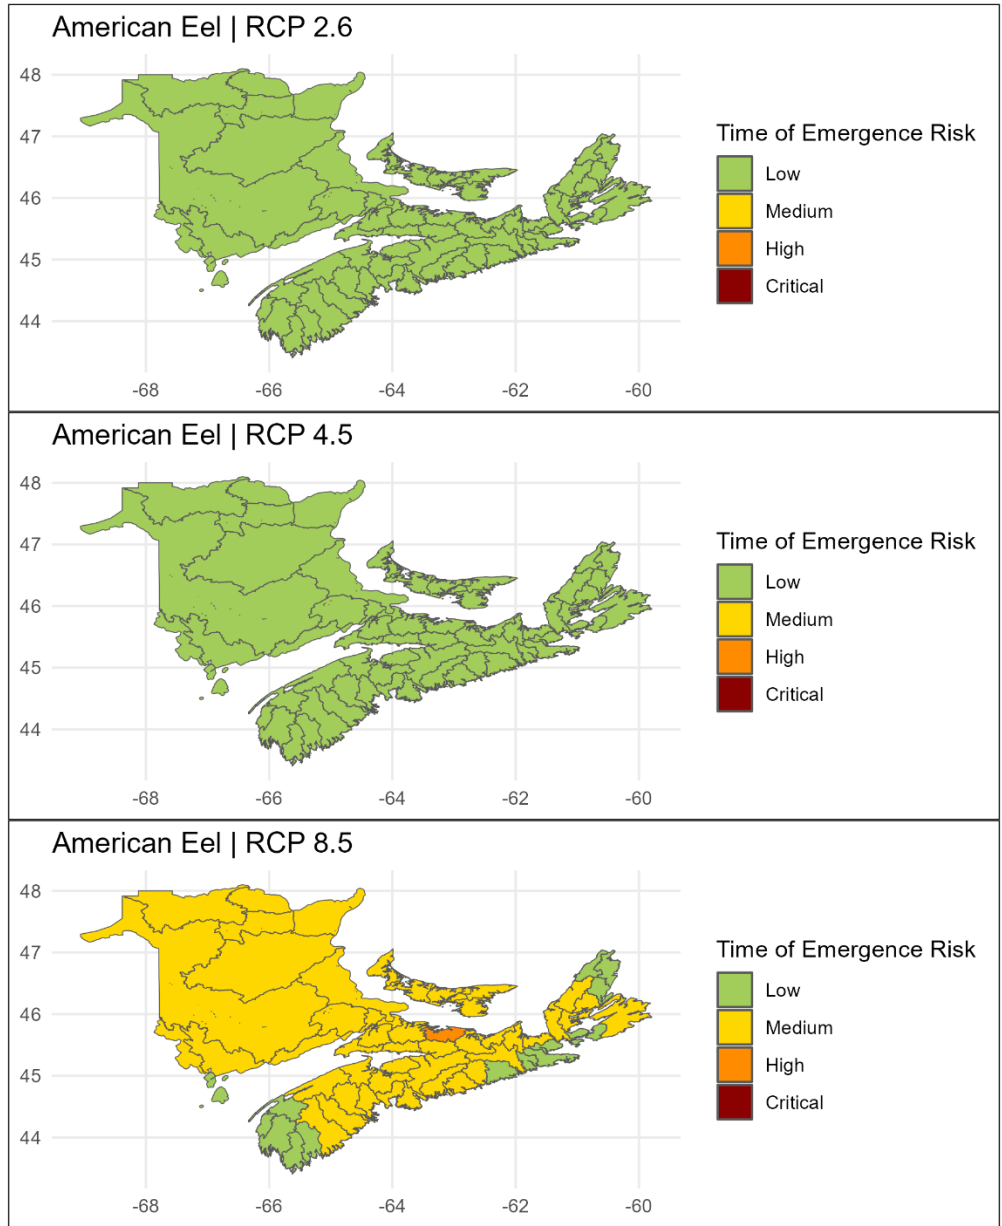 American Eel | RCP 2.6
48
47
46
45
44
-68 -66 -64 -62 -60
Time of Emergence Risk
Low
Medium
High
Critical
American Eel | RCP 4.5
48
47
46
45
44
-68 -66 -64 -62 -60
Time of Emergence Risk
Low
Medium
High
Critical
American Eel | RCP 8.5
48
47
46
45
44
-68 -66 -64 -62 -60
Time of Emergence Risk
Low
Medium
High
Critical